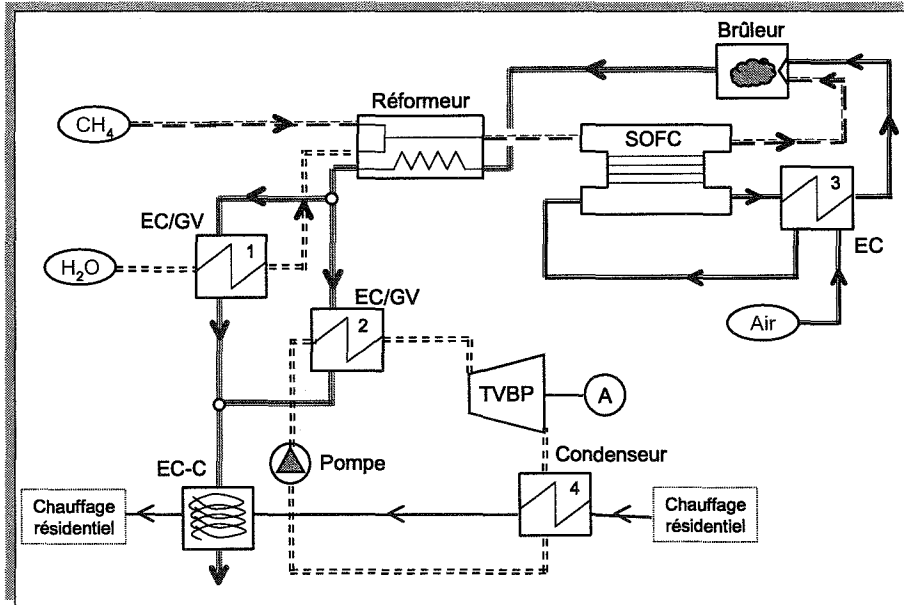 Brûleur
CH4
Réformeur
SOFC
3
EC/GV
EC
1
H2O
EC/GV
2
Air
TVBP
A
Pompe
Condenseur
EC-C
4
Chauffage
résidentiel
Chauffage
résidentiel